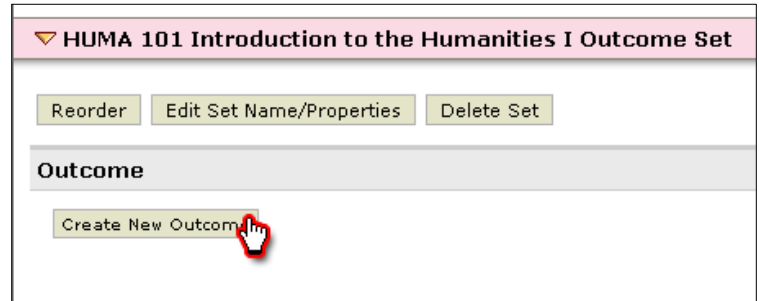 HUMA 101 Introduction to the Humanities I Outcome Set
Reorder Edit Set Name/Properties Delete Set
Outcome
Create New Outcom